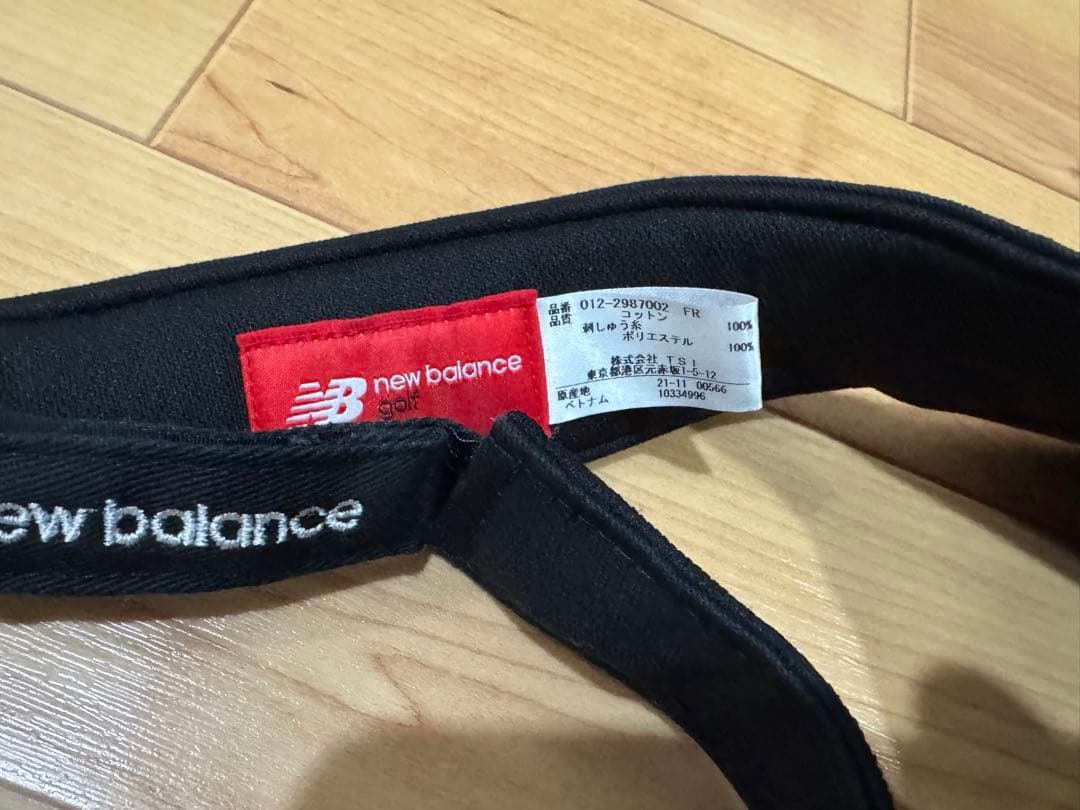 NB new balance
golf
品番 012-2987002 FR
品質 コットン 100%
刺しゅう糸
ポリエステル 100%
株式会社 TSI
東京都港区元赤坂1-5-12
21-11 00566
原産地 10334996
ベトナム
ew balance